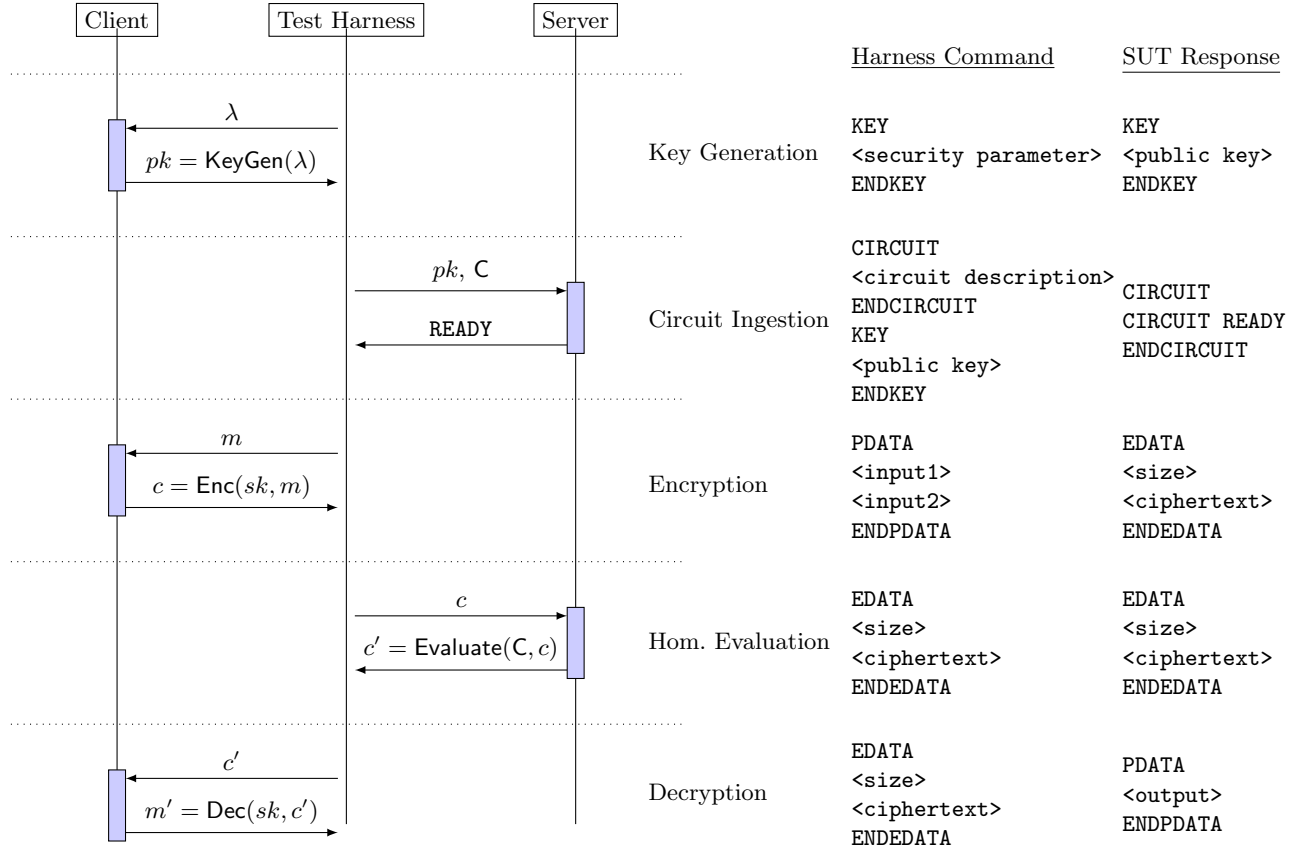 Client Test Harness Server
Harness Command SUT Response
λ
pk = KeyGen(λ)
Key Generation
KEY
<security parameter>
ENDKEY
KEY
<public key>
ENDKEY
pk, C
READY
Circuit Ingestion
CIRCUIT
<circuit description>
ENDCIRCUIT
KEY
<public key>
ENDKEY
CIRCUIT
CIRCUIT READY
ENDCIRCUIT
m
c = Enc(sk, m)
Encryption
PDATA
<input1>
<input2>
ENDPDATA
EDATA
<size>
<ciphertext>
ENDEDATA
c
c′ = Evaluate(C, c)
Hom. Evaluation
EDATA
<size>
<ciphertext>
ENDEDATA
EDATA
<size>
<ciphertext>
ENDEDATA
c′
m′ = Dec(sk, c′)
Decryption
EDATA
<size>
<ciphertext>
ENDEDATA
PDATA
<output>
ENDPDATA